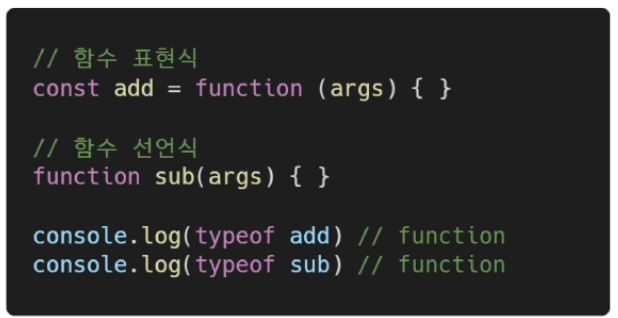 // 함수 표현식
const add = function (args) { }
// 함수 선언식
function sub(args) { }
console.log(typeof add) // function
console.log(typeof sub) // function